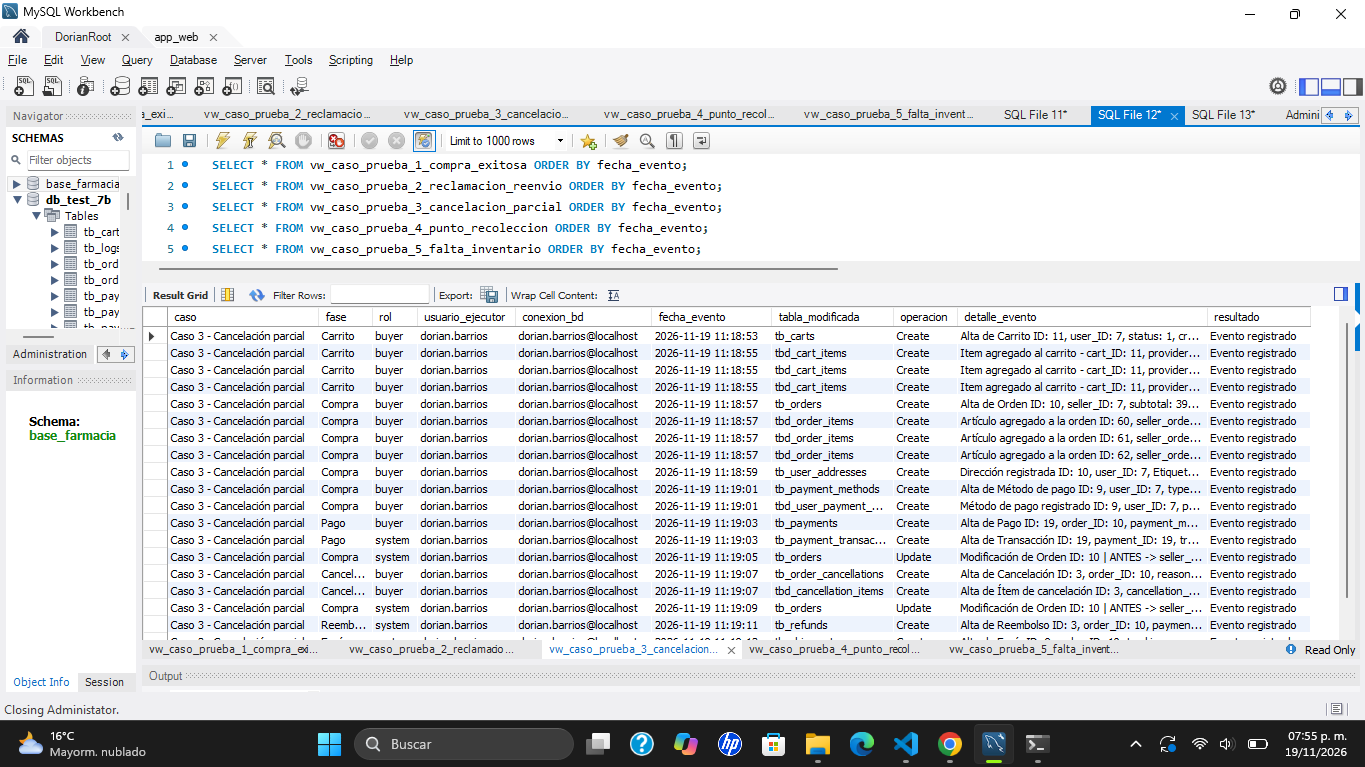 MySQL Workbench
DorianRoot app_web
File Edit View Query Database Server Tools Scripting Help
Navigator
SCHEMAS
Filter objects
base_farmacia
db_test_7b
Tables
tb_cart
tb_logs
tb_ord
tb_ord
tb_pay
tb_pay
Administration
Information
Schema:
base_farmacia
Object Info Session
a_exi... vw_caso_prueba_2_reclamacio... vw_caso_prueba_3_cancelacio... vw_caso_prueba_4_punto_recol... vw_caso_prueba_5_falta_invent... SQL File 11* SQL File 12* SQL File 13* Admini
Limit to 1000 rows
1 SELECT * FROM vw_caso_prueba_1_compra_exitosa ORDER BY fecha_evento;
2 SELECT * FROM vw_caso_prueba_2_reclamacion_reenvio ORDER BY fecha_evento;
3 SELECT * FROM vw_caso_prueba_3_cancelacion_parcial ORDER BY fecha_evento;
4 SELECT * FROM vw_caso_prueba_4_punto_recoleccion ORDER BY fecha_evento;
5 SELECT * FROM vw_caso_prueba_5_falta_inventario ORDER BY fecha_evento;
Result Grid Filter Rows: Export: Wrap Cell Content:
caso fase rol usuario_ejecutor conexion_bd fecha_evento tabla_modificada operacion detalle_evento resultado
Caso 3 - Cancelación parcial Carrito buyer dorian.barrios dorian.barrios@localhost 2026-11-19 11:18:53 tb_carts Create Alta de Carrito ID: 11, user_ID: 7, status: 1, cr... Evento registrado
Caso 3 - Cancelación parcial Carrito buyer dorian.barrios dorian.barrios@localhost 2026-11-19 11:18:55 tbd_cart_items Create Item agregado al carrito - cart_ID: 11, provider... Evento registrado
Caso 3 - Cancelación parcial Carrito buyer dorian.barrios dorian.barrios@localhost 2026-11-19 11:18:55 tbd_cart_items Create Item agregado al carrito - cart_ID: 11, provider... Evento registrado
Caso 3 - Cancelación parcial Carrito buyer dorian.barrios dorian.barrios@localhost 2026-11-19 11:18:55 tbd_cart_items Create Item agregado al carrito - cart_ID: 11, provider... Evento registrado
Caso 3 - Cancelación parcial Compra buyer dorian.barrios dorian.barrios@localhost 2026-11-19 11:18:57 tb_orders Create Alta de Orden ID: 10, seller_ID: 7, subtotal: 39... Evento registrado
Caso 3 - Cancelación parcial Compra buyer dorian.barrios dorian.barrios@localhost 2026-11-19 11:18:57 tbd_order_items Create Artículo agregado a la orden ID: 60, seller_orde... Evento registrado
Caso 3 - Cancelación parcial Compra buyer dorian.barrios dorian.barrios@localhost 2026-11-19 11:18:57 tbd_order_items Create Artículo agregado a la orden ID: 61, seller_orde... Evento registrado
Caso 3 - Cancelación parcial Compra buyer dorian.barrios dorian.barrios@localhost 2026-11-19 11:18:57 tbd_order_items Create Artículo agregado a la orden ID: 62, seller_orde... Evento registrado
Caso 3 - Cancelación parcial Compra buyer dorian.barrios dorian.barrios@localhost 2026-11-19 11:18:59 tb_user_addresses Create Dirección registrada ID: 10, user_ID: 7, Etiquet... Evento registrado
Caso 3 - Cancelación parcial Compra buyer dorian.barrios dorian.barrios@localhost 2026-11-19 11:19:01 tb_payment_methods Create Alta de Método de pago ID: 9, user_ID: 7, type... Evento registrado
Caso 3 - Cancelación parcial Compra buyer dorian.barrios dorian.barrios@localhost 2026-11-19 11:19:01 tbd_user_payment_... Create Método de pago registrado ID: 9, user_ID: 7, p... Evento registrado
Caso 3 - Cancelación parcial Pago buyer dorian.barrios dorian.barrios@localhost 2026-11-19 11:19:03 tb_payments Create Alta de Pago ID: 19, order_ID: 10, payment_m... Evento registrado
Caso 3 - Cancelación parcial Pago system dorian.barrios dorian.barrios@localhost 2026-11-19 11:19:03 tb_payment_transac... Create Alta de Transacción ID: 19, payment_ID: 19, tr... Evento registrado
Caso 3 - Cancelación parcial Compra system dorian.barrios dorian.barrios@localhost 2026-11-19 11:19:05 tb_orders Update Modificación de Orden ID: 10 | ANTES -> seller_... Evento registrado
Caso 3 - Cancelación parcial Cancel... buyer dorian.barrios dorian.barrios@localhost 2026-11-19 11:19:07 tb_order_cancellations Create Alta de Cancelación ID: 3, order_ID: 10, reason... Evento registrado
Caso 3 - Cancelación parcial Cancel... buyer dorian.barrios dorian.barrios@localhost 2026-11-19 11:19:07 tbd_cancellation_items Create Alta de Ítem de cancelación ID: 3, cancellation_... Evento registrado
Caso 3 - Cancelación parcial Compra system dorian.barrios dorian.barrios@localhost 2026-11-19 11:19:09 tb_orders Update Modificación de Orden ID: 10 | ANTES -> seller_... Evento registrado
Caso 3 - Cancelación parcial Reemb... system dorian.barrios dorian.barrios@localhost 2026-11-19 11:19:11 tb_refunds Create Alta de Reembolso ID: 3, order_ID: 10, paymen... Evento registrado
vw_caso_prueba_1_compra_exi... vw_caso_prueba_2_reclamacio... vw_caso_prueba_3_cancelacion... vw_caso_prueba_4_punto_recol... vw_caso_prueba_5_falta_invent... Read Only
Output
Closing Administator.
16°C
Mayorm. nublado
Buscar
07:55 p. m.
19/11/2026